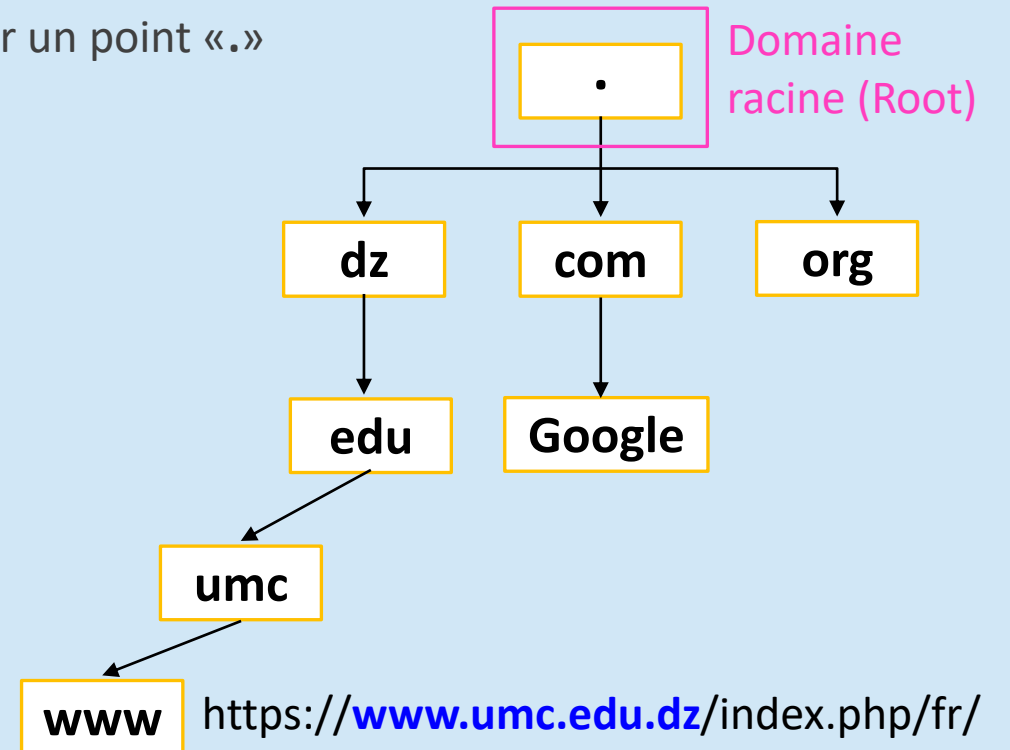 r un point «.»
Domaine
racine (Root)
.
dz
com
org
edu
Google
umc
www
https://www.umc.edu.dz/index.php/fr/